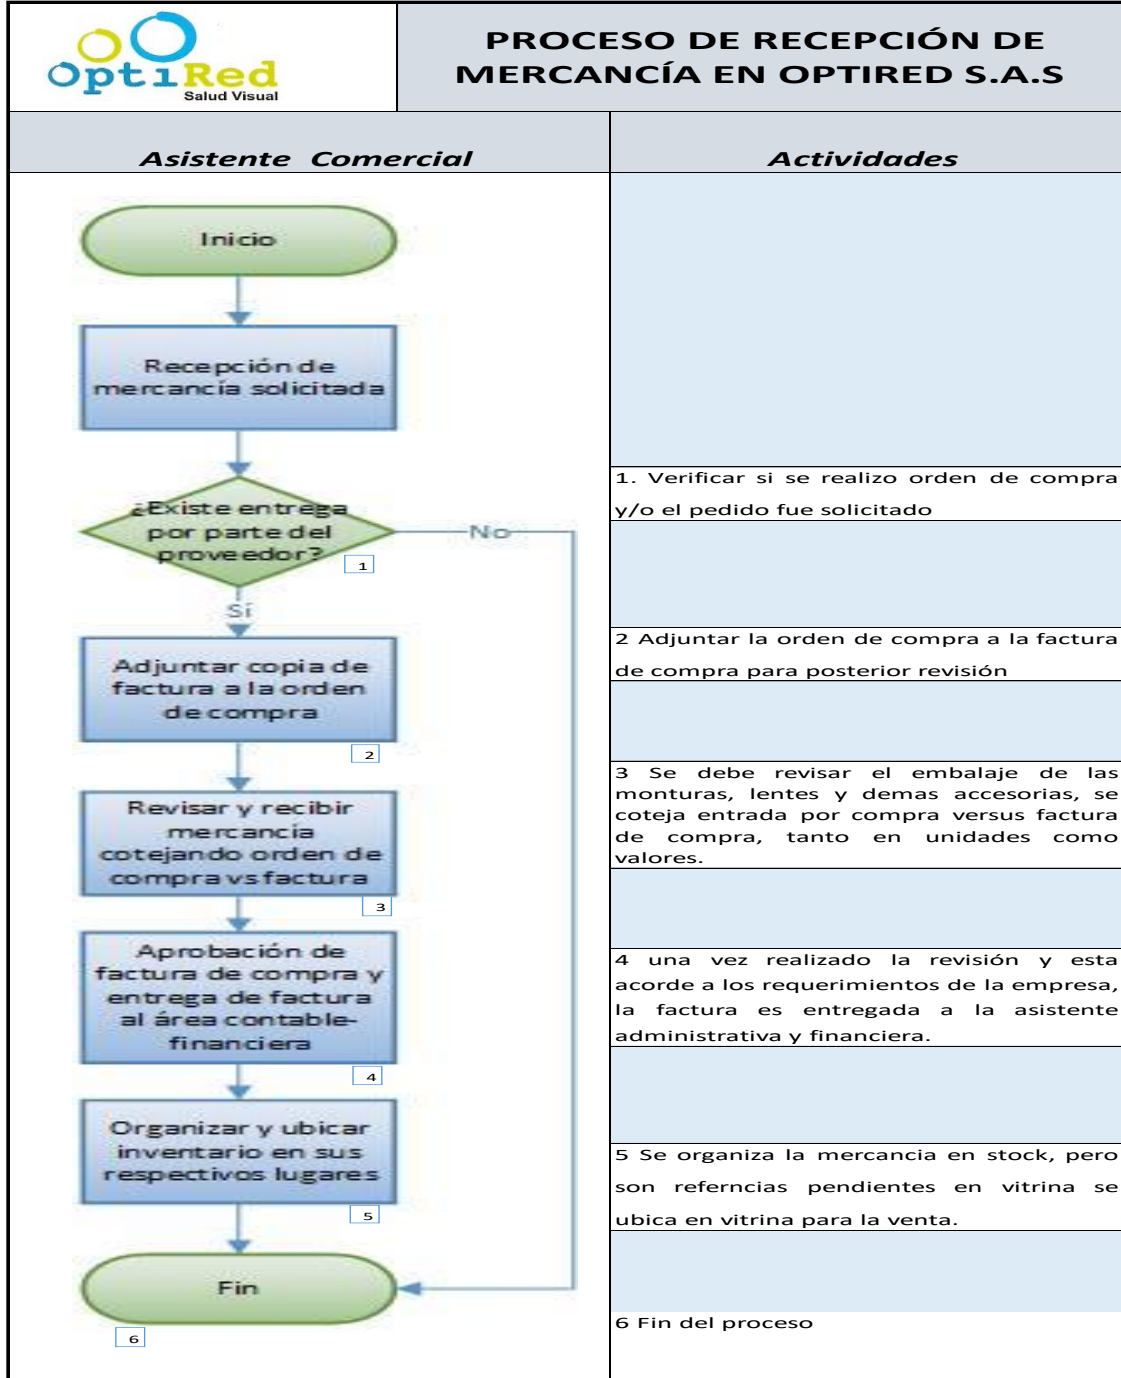 OptiRed
Salud Visual
PROCESO DE RECEPCIÓN DE
MERCANCÍA EN OPTIRED S.A.S
Asistente Comercial
Actividades
Inicio
Recepción de
mercancía solicitada
¿Existe entrega
por parte del
proveedor?
1
No
Sí
Adjuntar copia de
factura a la orden
de compra
2
Revisar y recibir
mercancía
cotejando orden de
compra vs factura
3
Aprobación de
factura de compra y
entrega de factura
al área contable-
financiera
4
Organizar y ubicar
inventario en sus
respectivos lugares
5
Fin
6
1. Verificar si se realizo orden de compra
y/o el pedido fue solicitado
2 Adjuntar la orden de compra a la factura
de compra para posterior revisión
3 Se debe revisar el embalaje de las
monturas, lentes y demas accesorias, se
coteja entrada por compra versus factura
de compra, tanto en unidades como
valores.
4 una vez realizado la revisión y esta
acorde a los requerimientos de la empresa,
la factura es entregada a la asistente
administrativa y financiera.
5 Se organiza la mercancia en stock, pero
son referncias pendientes en vitrina se
ubica en vitrina para la venta.
6 Fin del proceso